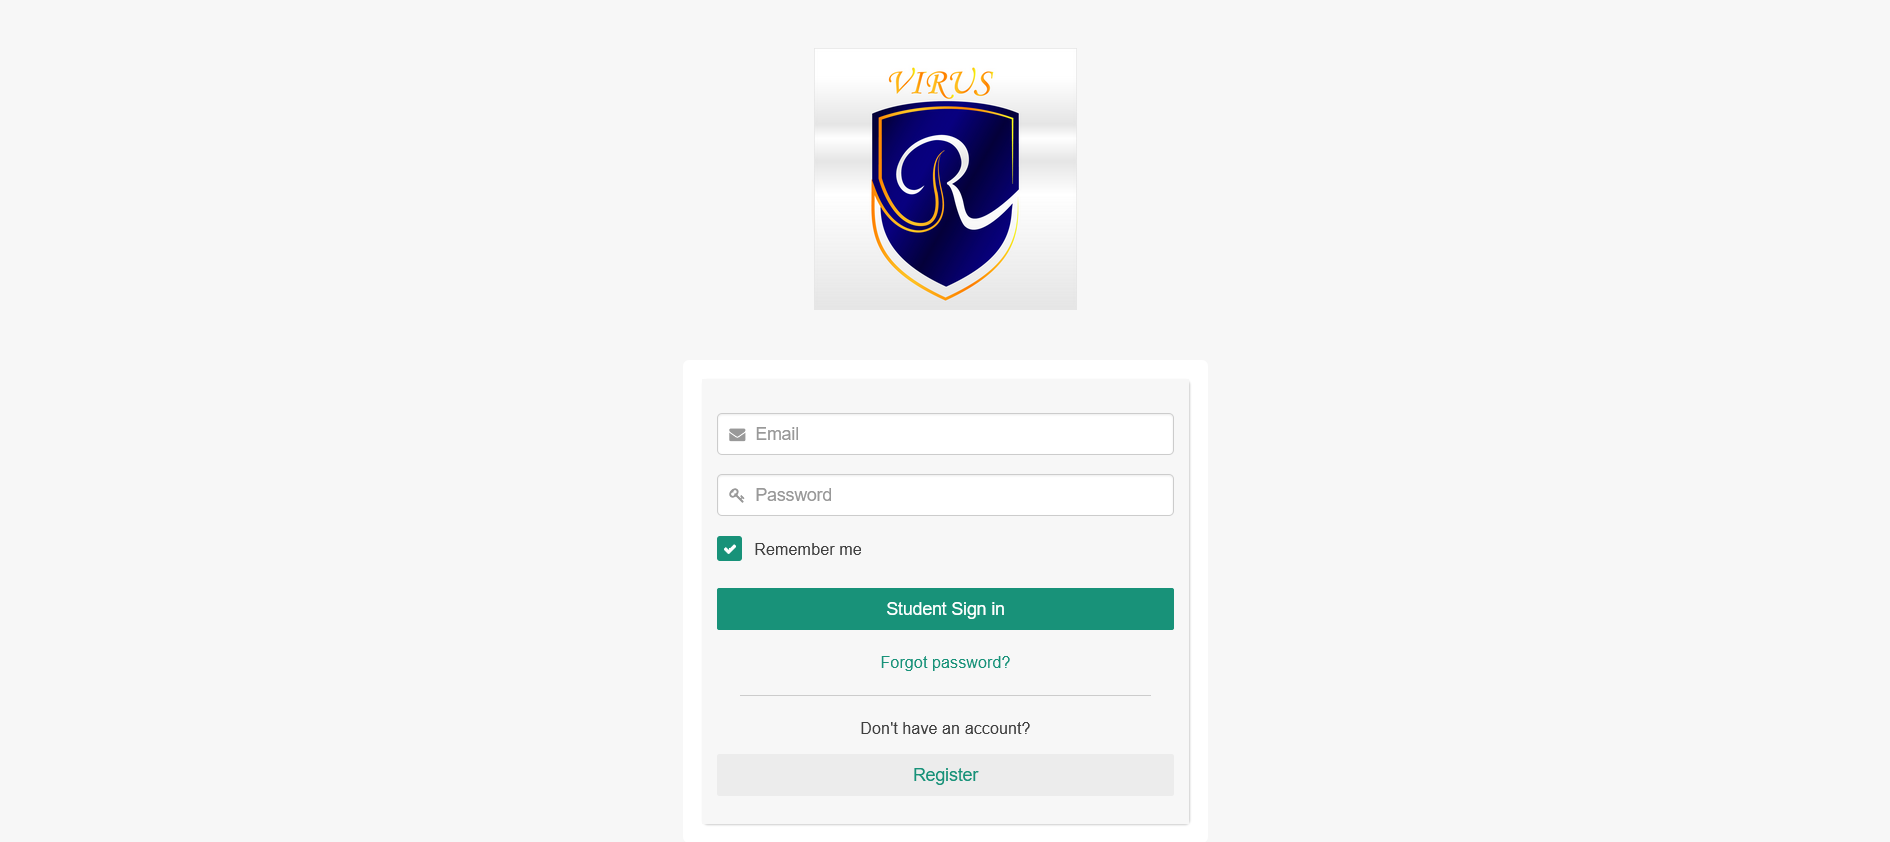 VIRUS
R
Email
Password
Remember me
Student Sign in
Forgot password?
Don't have an account?
Register